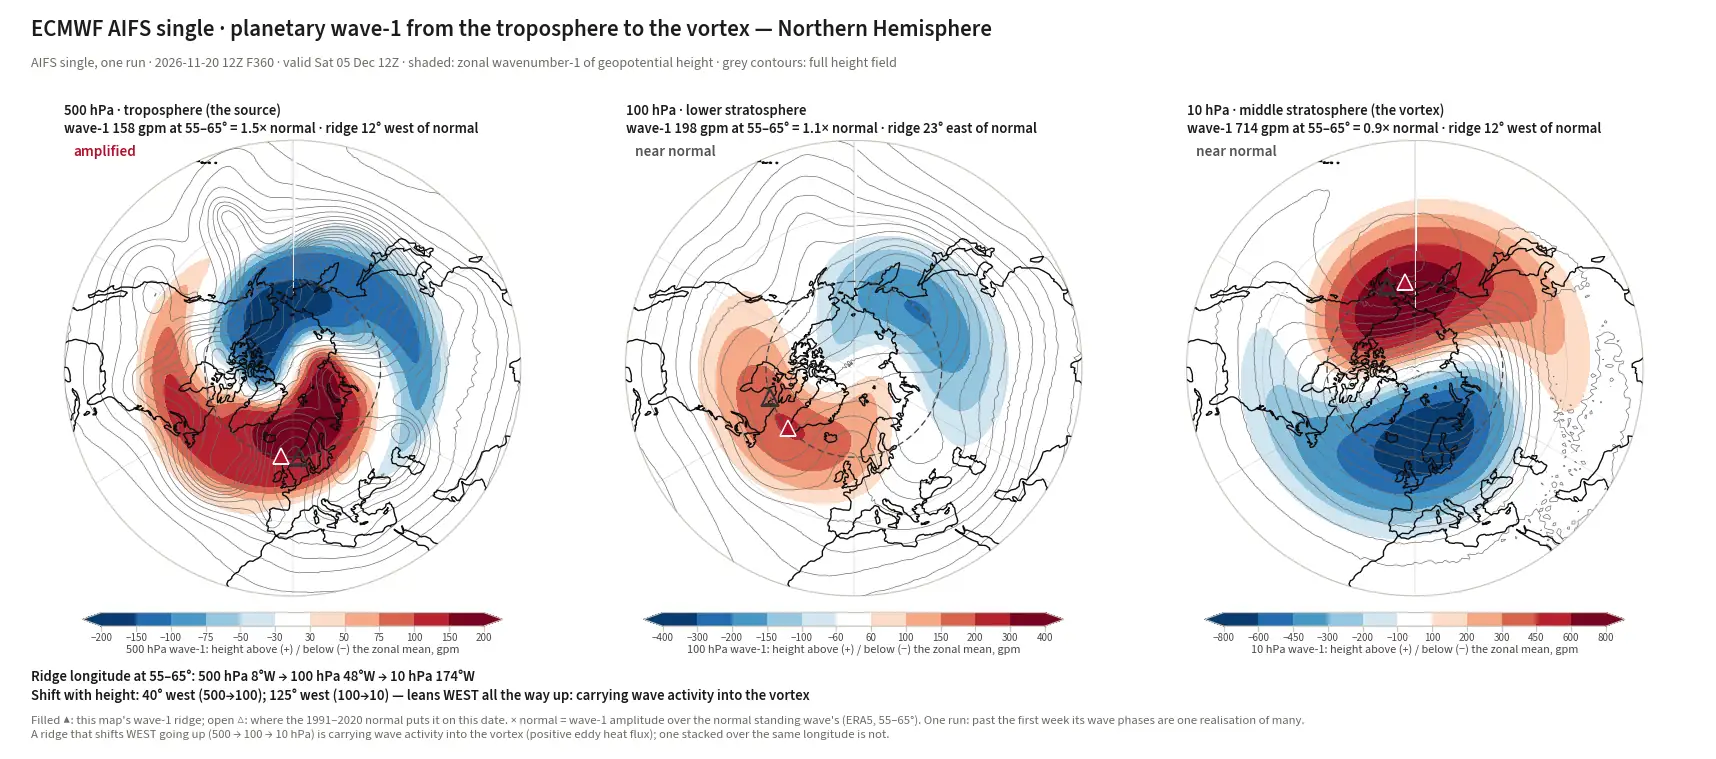 ECMWF AIFS single · planetary wave-1 from the troposphere to the vortex — Northern Hemisphere
AIFS single, one run · 2026-11-20 12Z F360 · valid Sat 05 Dec 12Z · shaded: zonal wavenumber-1 of geopotential height · grey contours: full height field
500 hPa · troposphere (the source)
wave-1 158 gpm at 55–65° = 1.5× normal · ridge 12° west of normal
amplified
100 hPa · lower stratosphere
wave-1 198 gpm at 55–65° = 1.1× normal · ridge 23° east of normal
near normal
10 hPa · middle stratosphere (the vortex)
wave-1 714 gpm at 55–65° = 0.9× normal · ridge 12° west of normal
near normal
−200 −150 −100 −75 −50 −30 30 50 75 100 150 200
500 hPa wave-1: height above (+) / below (−) the zonal mean, gpm
−400 −300 −200 −150 −100 −60 60 100 150 200 300 400
100 hPa wave-1: height above (+) / below (−) the zonal mean, gpm
−800 −600 −450 −300 −200 −100 100 200 300 450 600 800
10 hPa wave-1: height above (+) / below (−) the zonal mean, gpm
Ridge longitude at 55–65°: 500 hPa 8°W → 100 hPa 48°W → 10 hPa 174°W
Shift with height: 40° west (500→100); 125° west (100→10) — leans WEST all the way up: carrying wave activity into the vortex
Filled ▲: this map's wave-1 ridge; open △: where the 1991–2020 normal puts it on this date. × normal = wave-1 amplitude over the normal standing wave's (ERA5, 55–65°). One run: past the first week its wave phases are one realisation of many.
A ridge that shifts WEST going up (500 → 100 → 10 hPa) is carrying wave activity into the vortex (positive eddy heat flux); one stacked over the same longitude is not.